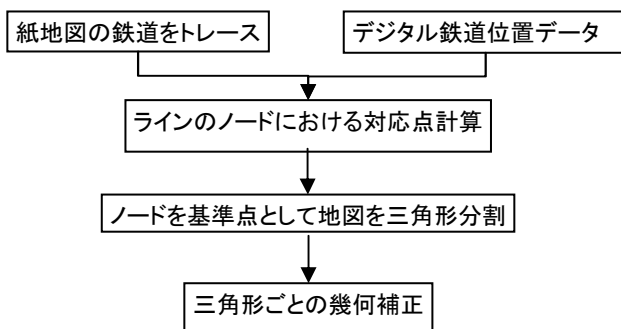 紙地図の鉄道をトレース
デジタル鉄道位置データ
ラインのノードにおける対応点計算
ノードを基準点として地図を三角形分割
三角形ごとの幾何補正